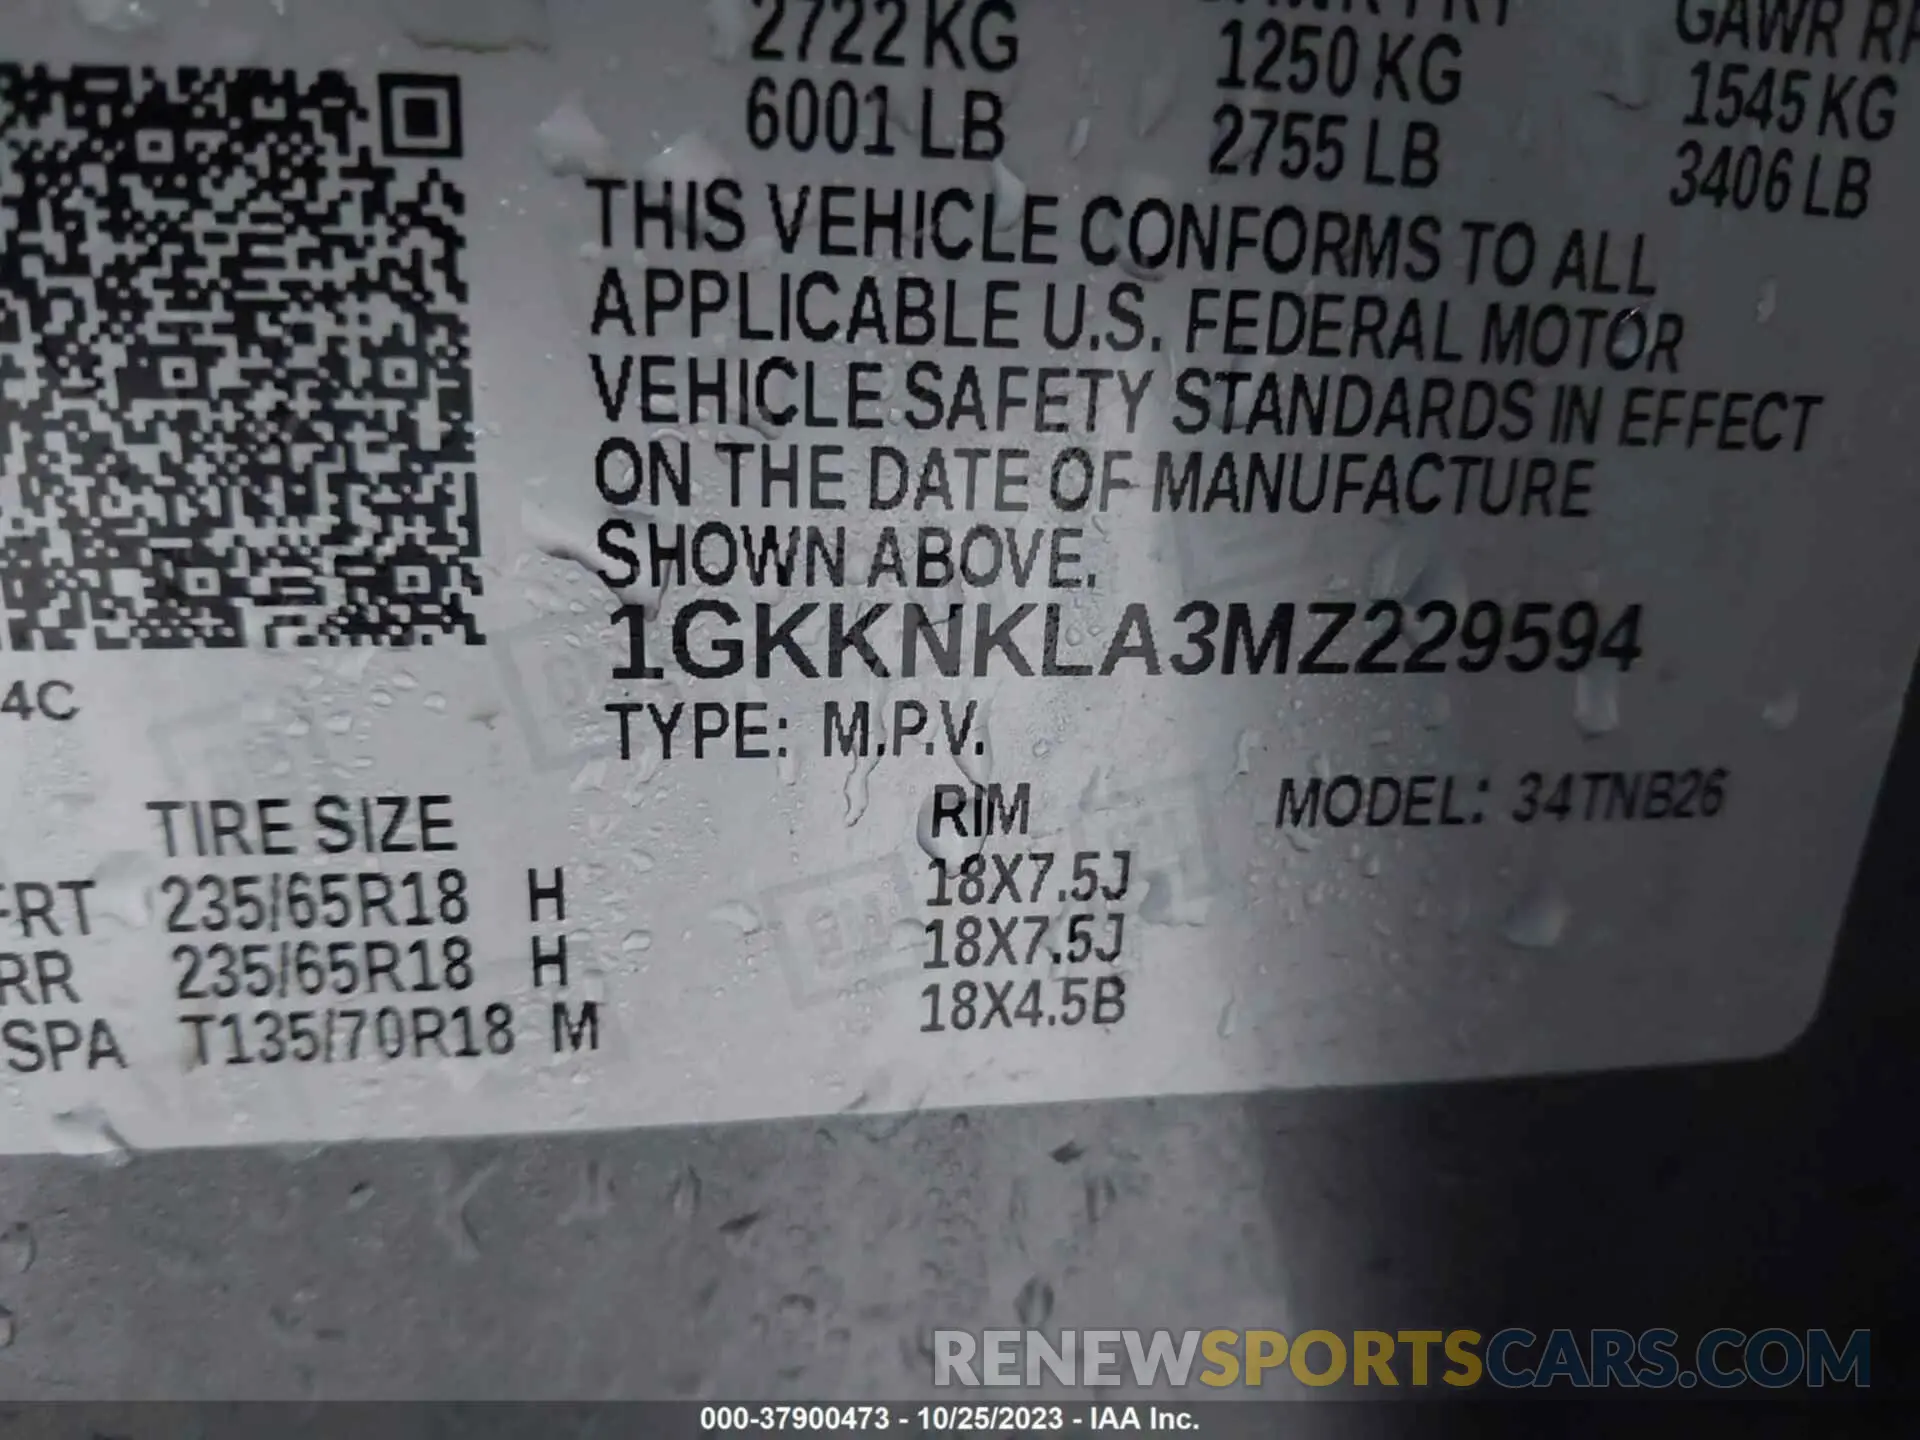 2722 KG 1250 KG GAWR
6001 LB 2755 LB 1545 KG
3406 LB
THIS VEHICLE CONFORMS TO ALL
APPLICABLE U.S. FEDERAL MOTOR
VEHICLE SAFETY STANDARDS IN EFFECT
ON THE DATE OF MANUFACTURE
SHOWN ABOVE.
1GKKNKLA3MZ229594
4C
TYPE: M.P.V.
TIRE SIZE RIM MODEL: 34TNB26
FRT 235/65R18 H 18X7.5J
RR 235/65R18 H 18X7.5J
SPA T135/70R18 M 18X4.5B
RENEWSPORTSCARS.COM
000-37900473 - 10/25/2023 - IAA Inc.